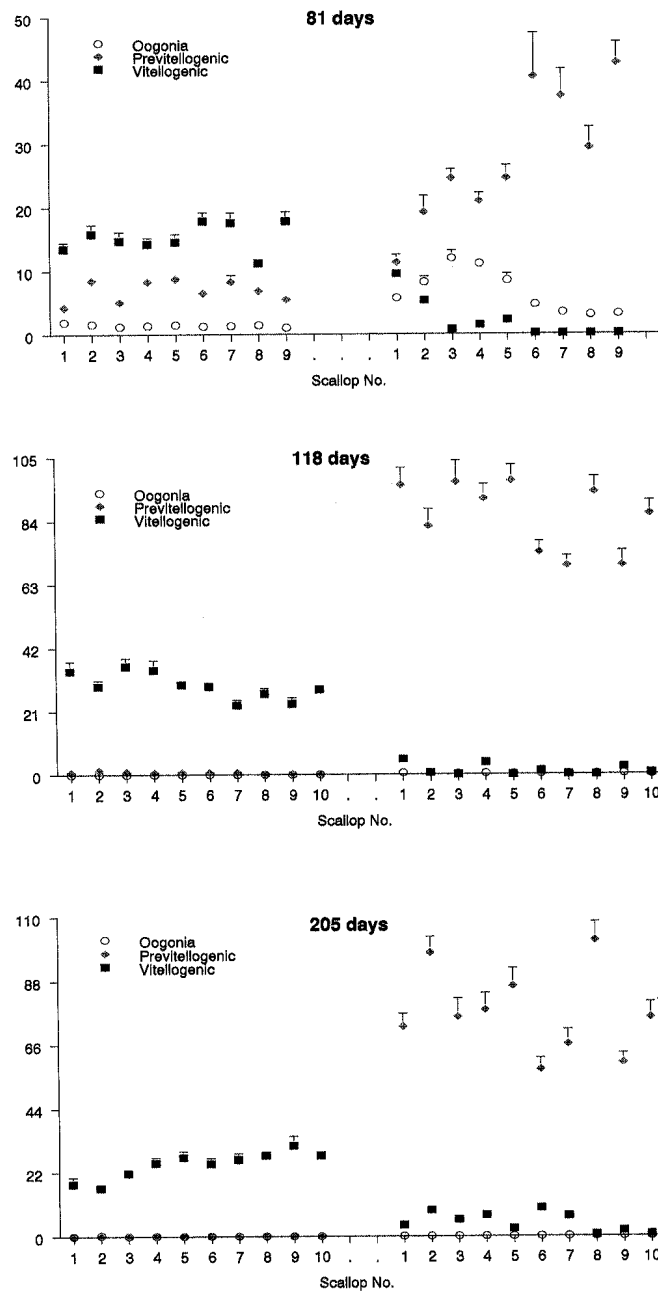 81 days
50
Oogonia
Previtellogenic
Vitellogenic
40
30
20
10
0
1 2 3 4 5 6 7 8 9 . . . 1 2 3 4 5 6 7 8 9
Scallop No.
118 days
105
Oogonia
Previtellogenic
Vitellogenic
84
63
42
21
0
1 2 3 4 5 6 7 8 9 10 . . 1 2 3 4 5 6 7 8 9 10
Scallop No.
205 days
110
Oogonia
Previtellogenic
Vitellogenic
88
66
44
22
0
1 2 3 4 5 6 7 8 9 10 . . 1 2 3 4 5 6 7 8 9 10
Scallop No.